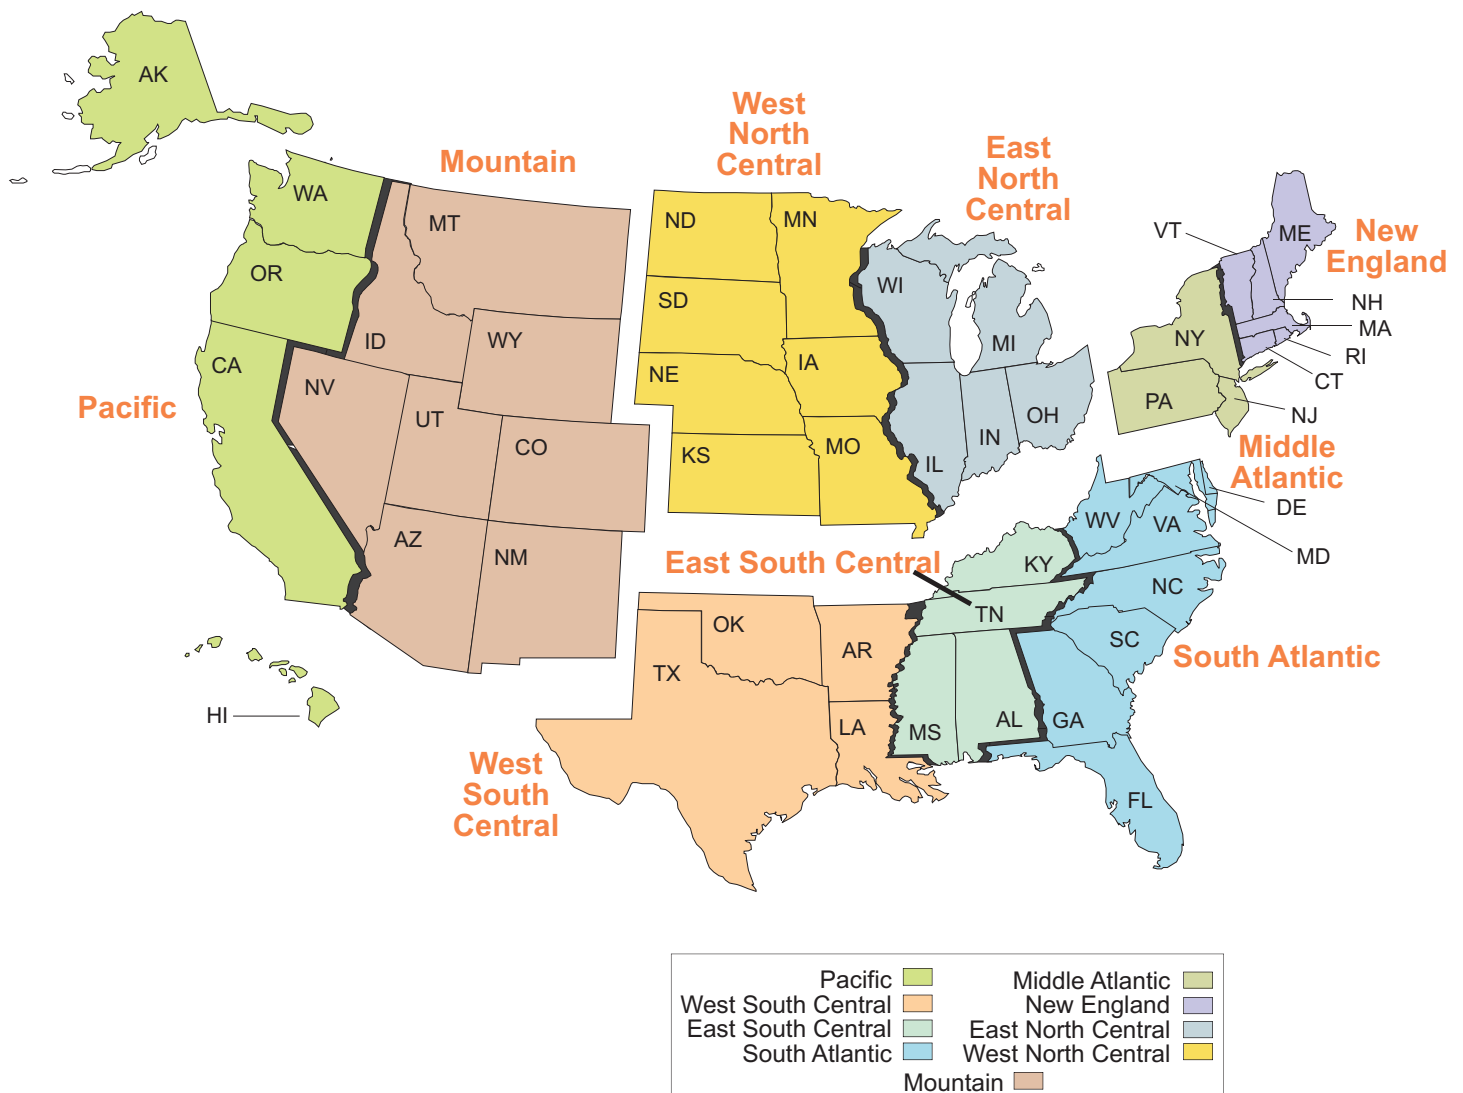 AK
West
North
Central
Mountain
East
North
Central
WA
MT
ND
MN
VT
ME
New
England
OR
WI
SD
NH
MA
ID
WY
NY
MI
RI
CA
IA
NE
CT
NV
Pacific
UT
PA
OH
NJ
CO
KS
MO
IN
IL
Middle
Atlantic
DE
AZ
NM
WV
VA
MD
East South Central
KY
NC
TN
OK
AR
SC
South Atlantic
TX
HI
LA
MS
AL
GA
West
South
Central
FL
Pacific
West South Central
East South Central
South Atlantic
Middle Atlantic
New England
East North Central
West North Central
Mountain